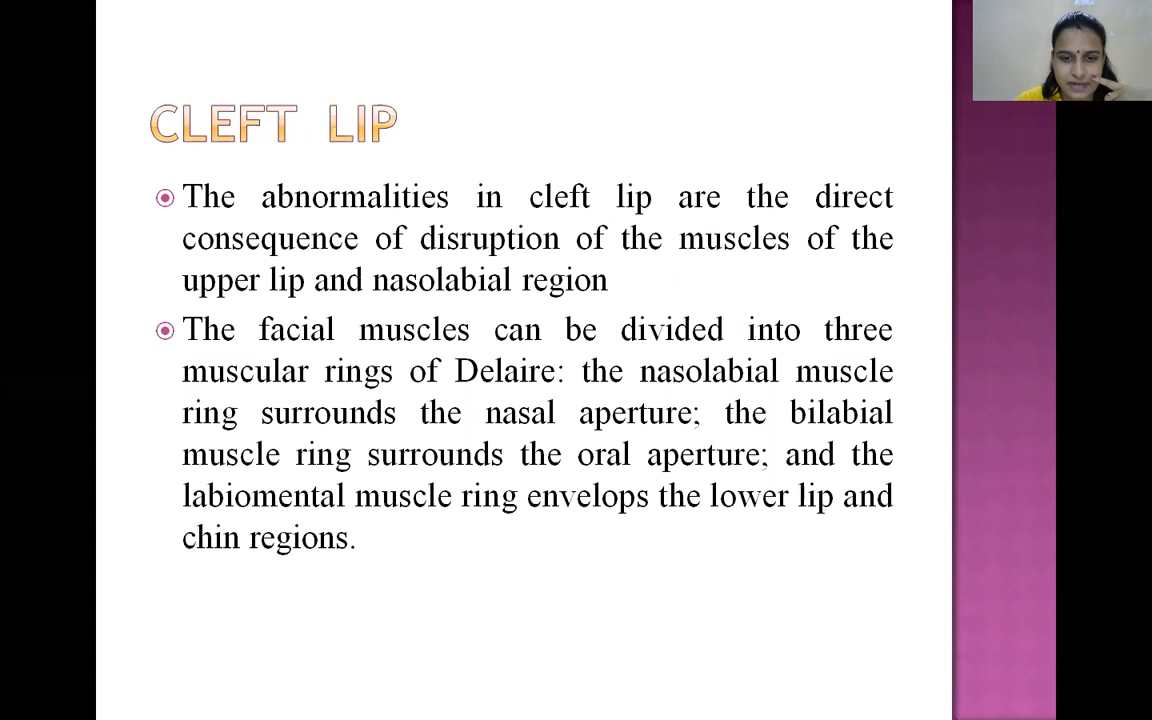 CLEFT LIP
The abnormalities in cleft lip are the direct
consequence of disruption of the muscles of the
upper lip and nasolabial region
The facial muscles can be divided into three
muscular rings of Delaire: the nasolabial muscle
ring surrounds the nasal aperture; the bilabial
muscle ring surrounds the oral aperture; and the
labiomental muscle ring envelops the lower lip and
chin regions.